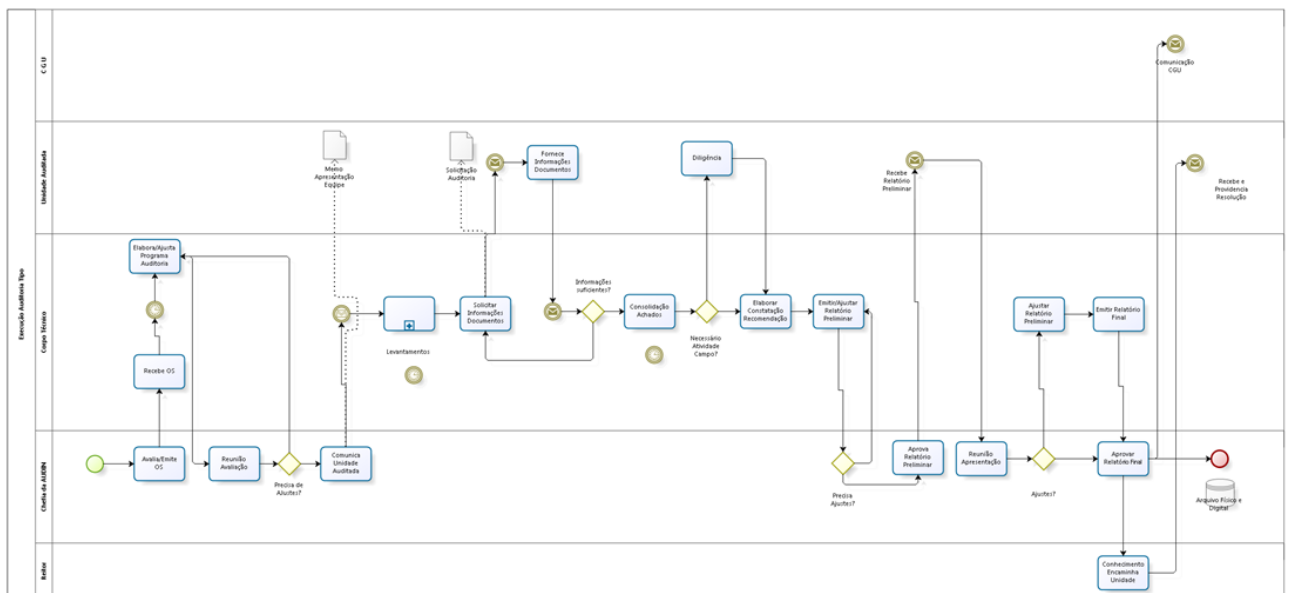 Execução Auditoria Tipo
C G U
Comunicação
CGU
Unidade Auditada
Memo
Apresentação
Equipe
Solicitação
Auditoria
Fornece
Informações
Documentos
Diligência
Recebe
Relatório
Preliminar
Recebe e
Providencia
Resolução
Corpo Técnico
Elabora/Ajusta
Programa
Auditoria
Recebe OS
Levantamentos
Solicitar
Informações
Documentos
Informações
suficientes?
Consolidação
Achados
Necessário
Atividade
Campo?
Elaborar
Constatação
Recomendação
Emitir/Ajustar
Relatório
Preliminar
Ajustar
Relatório
Preliminar
Emitir Relatório
Final
Chefia da AUDIN
Avalia/Emite
OS
Reunião
Avaliação
Precisa de
Ajustes?
Comunica
Unidade
Auditada
Precisa
Ajustes?
Aprova
Relatório
Preliminar
Reunião
Apresentação
Ajustes?
Aprovar
Relatório Final
Arquivo Físico e
Digital
Reitor
Conhecimento
Encaminha
Unidade